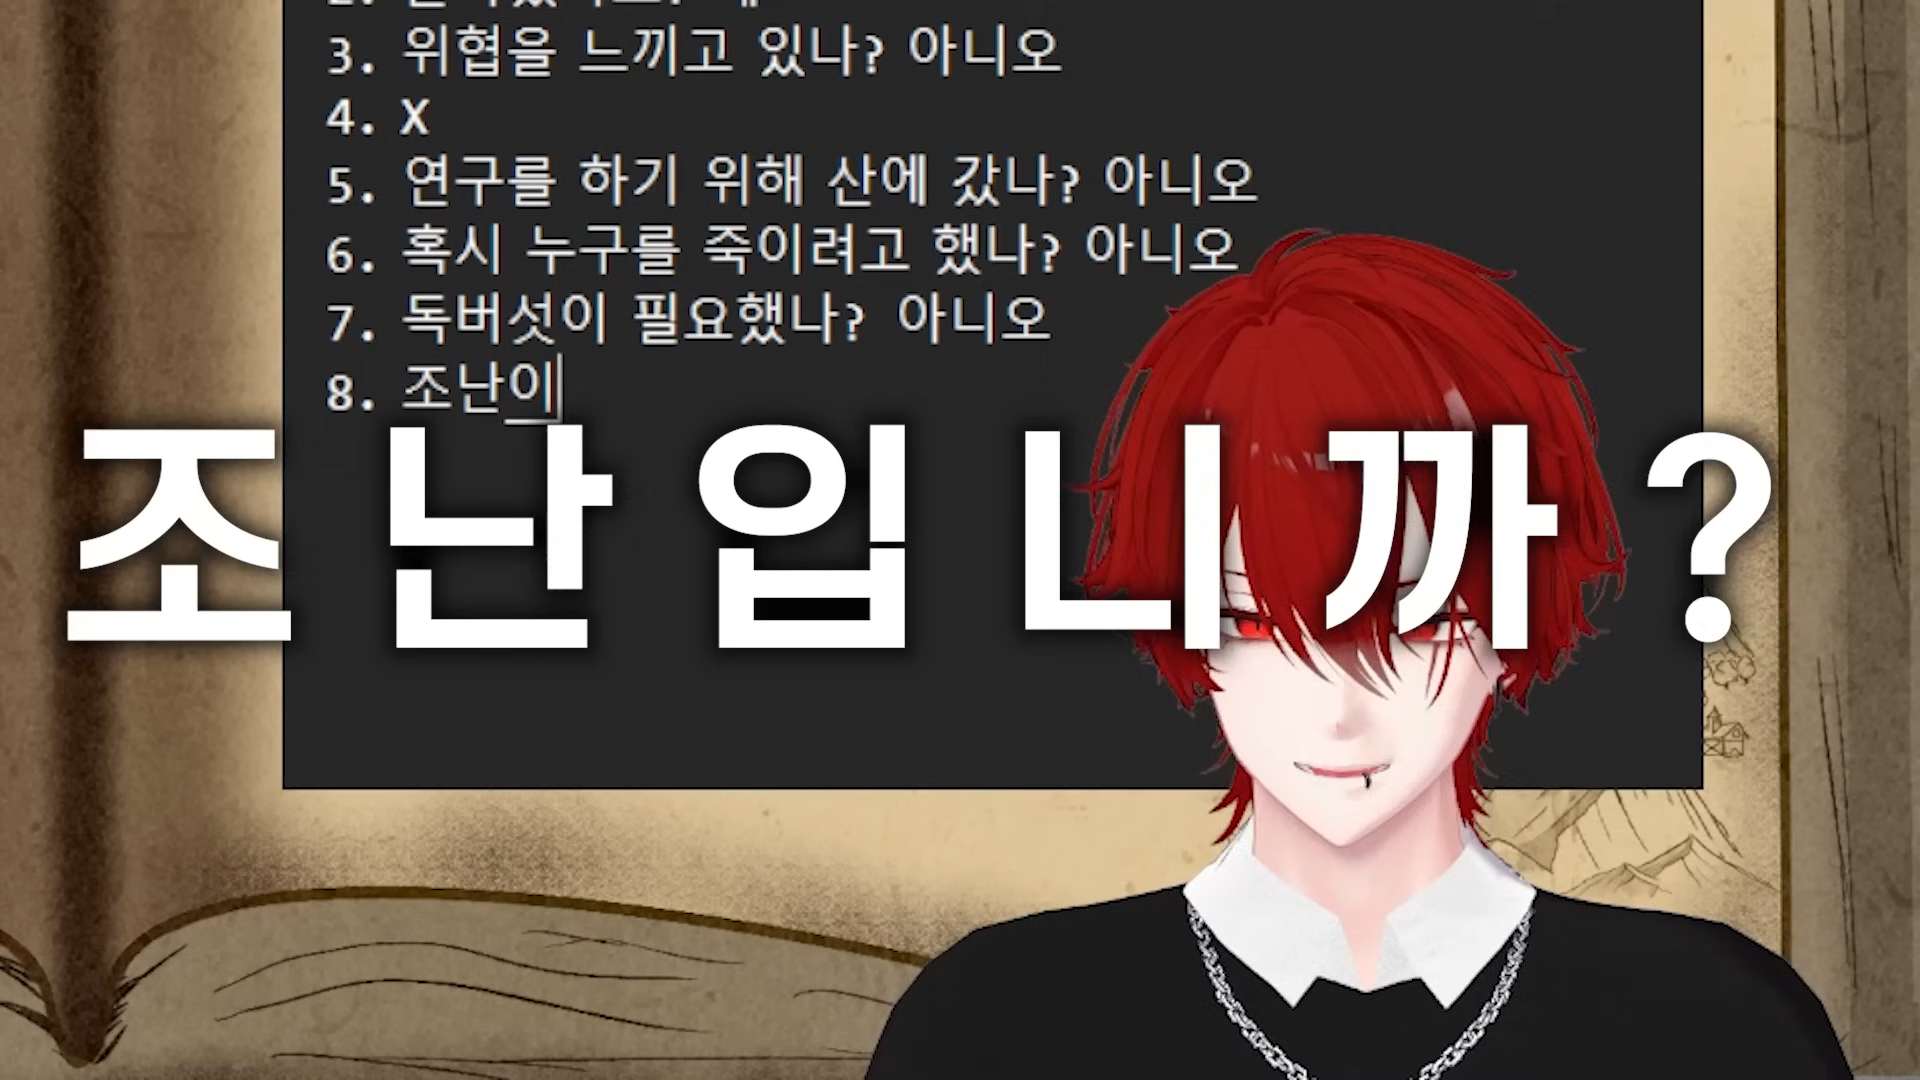 3. 위협을 느끼고 있나? 아니오
4. X
5. 연구를 하기 위해 산에 갔나? 아니오
6. 혹시 누구를 죽이려고 했나? 아니오
7. 독버섯이 필요했나? 아니오
8. 조난이
조난입니까?